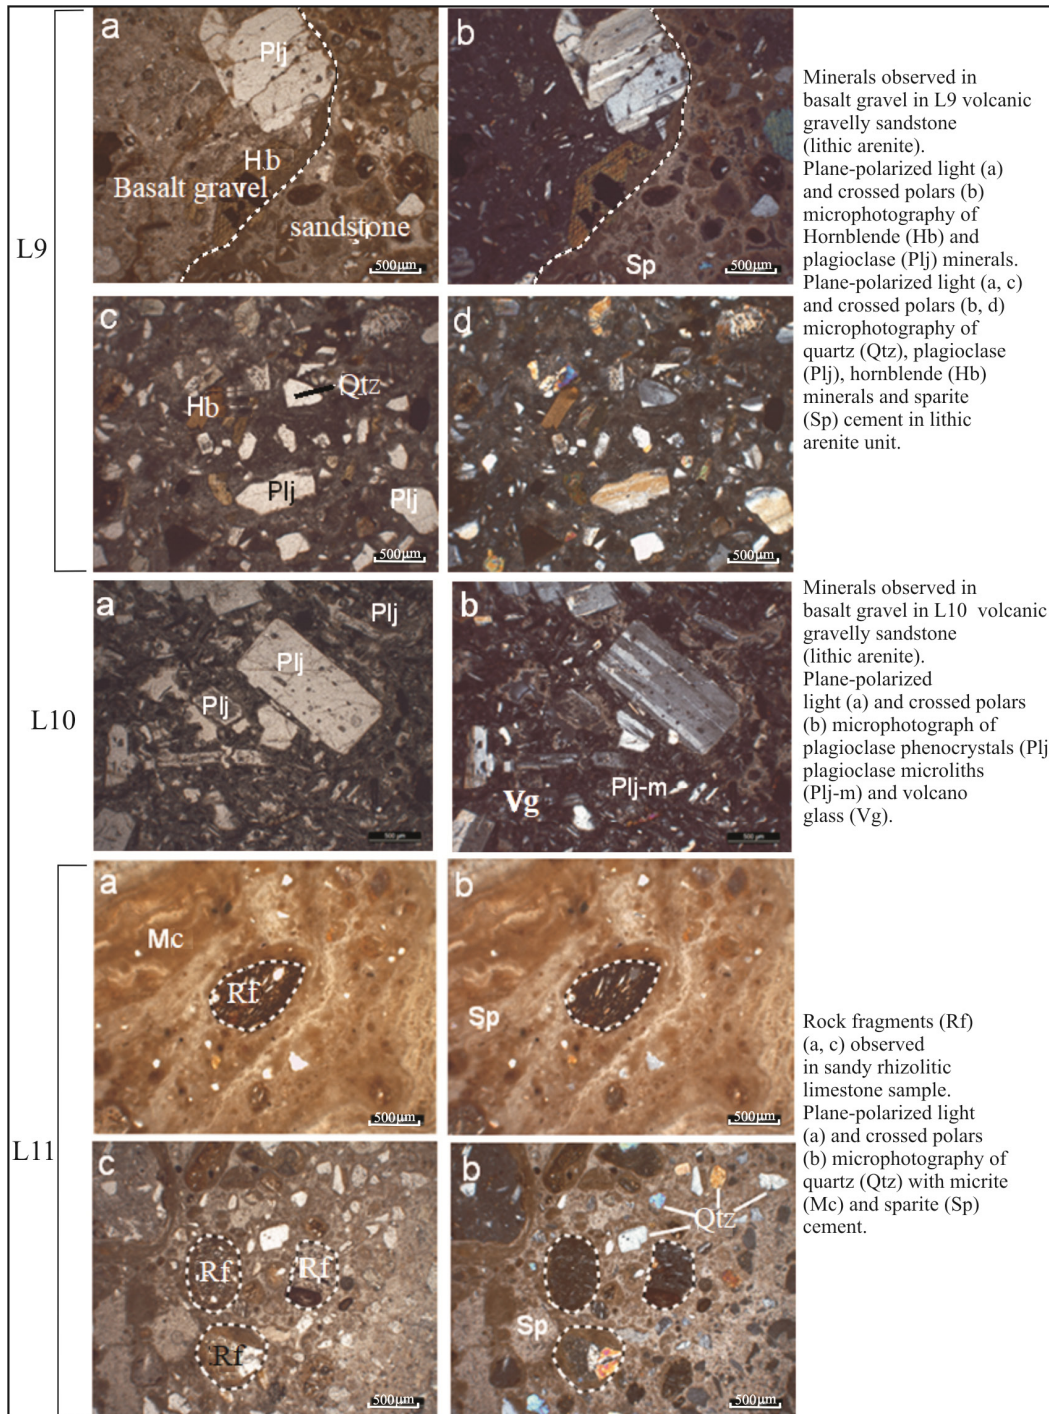 L9
a
Plj
Hb
Basalt gravel
sandstone
500µm
b
Sp
500µm
Minerals observed in
basalt gravel in L9 volcanic
gravelly sandstone
(lithic arenite).
Plane-polarized light (a)
and crossed polars (b)
microphotography of
Hornblende (Hb) and
plagioclase (Plj) minerals.
Plane-polarized light (a, c)
and crossed polars (b, d)
microphotography of
quartz (Qtz), plagioclase
(Plj), hornblende (Hb)
minerals and sparite
(Sp) cement in lithic
arenite unit.
c
Qtz
Hb
Plj
Plj
500µm
d
500µm
L10
a
Plj
Plj
Plj
500 µm
b
Plj-m
Vg
500 µm
Minerals observed in
basalt gravel in L10 volcanic
gravelly sandstone
(lithic arenite).
Plane-polarized
light (a) and crossed polars
(b) microphotograph of
plagioclase phenocrystals (Plj
plagioclase microliths
(Plj-m) and volcano
glass (Vg).
L11
a
Mc
Rf
500µm
b
Sp
500µm
c
Rf
Rf
Rf
500µm
b
Qtz
Sp
500µm
Rock fragments (Rf)
(a, c) observed
in sandy rhizolitic
limestone sample.
Plane-polarized light
(a) and crossed polars
(b) microphotography of
quartz (Qtz) with micrite
(Mc) and sparite (Sp)
cement.